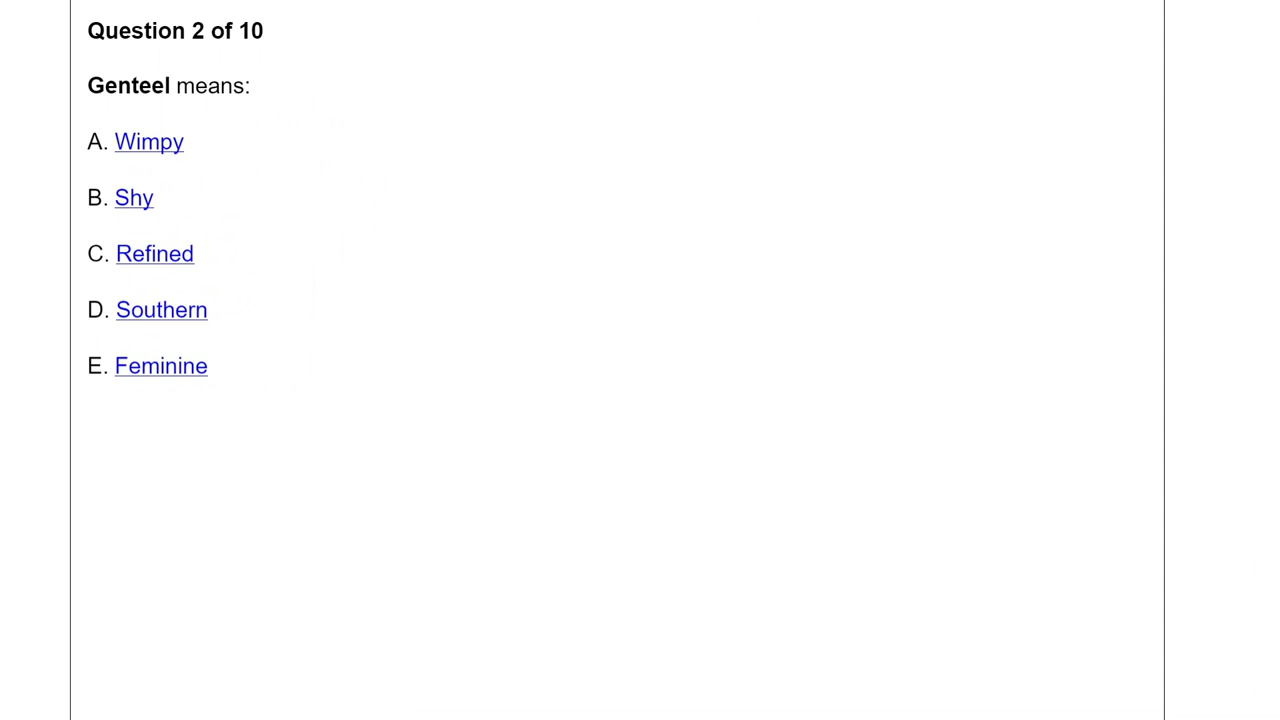 Question 2 of 10
Genteel means:
A. Wimpy
B. Shy
C. Refined
D. Southern
E. Feminine